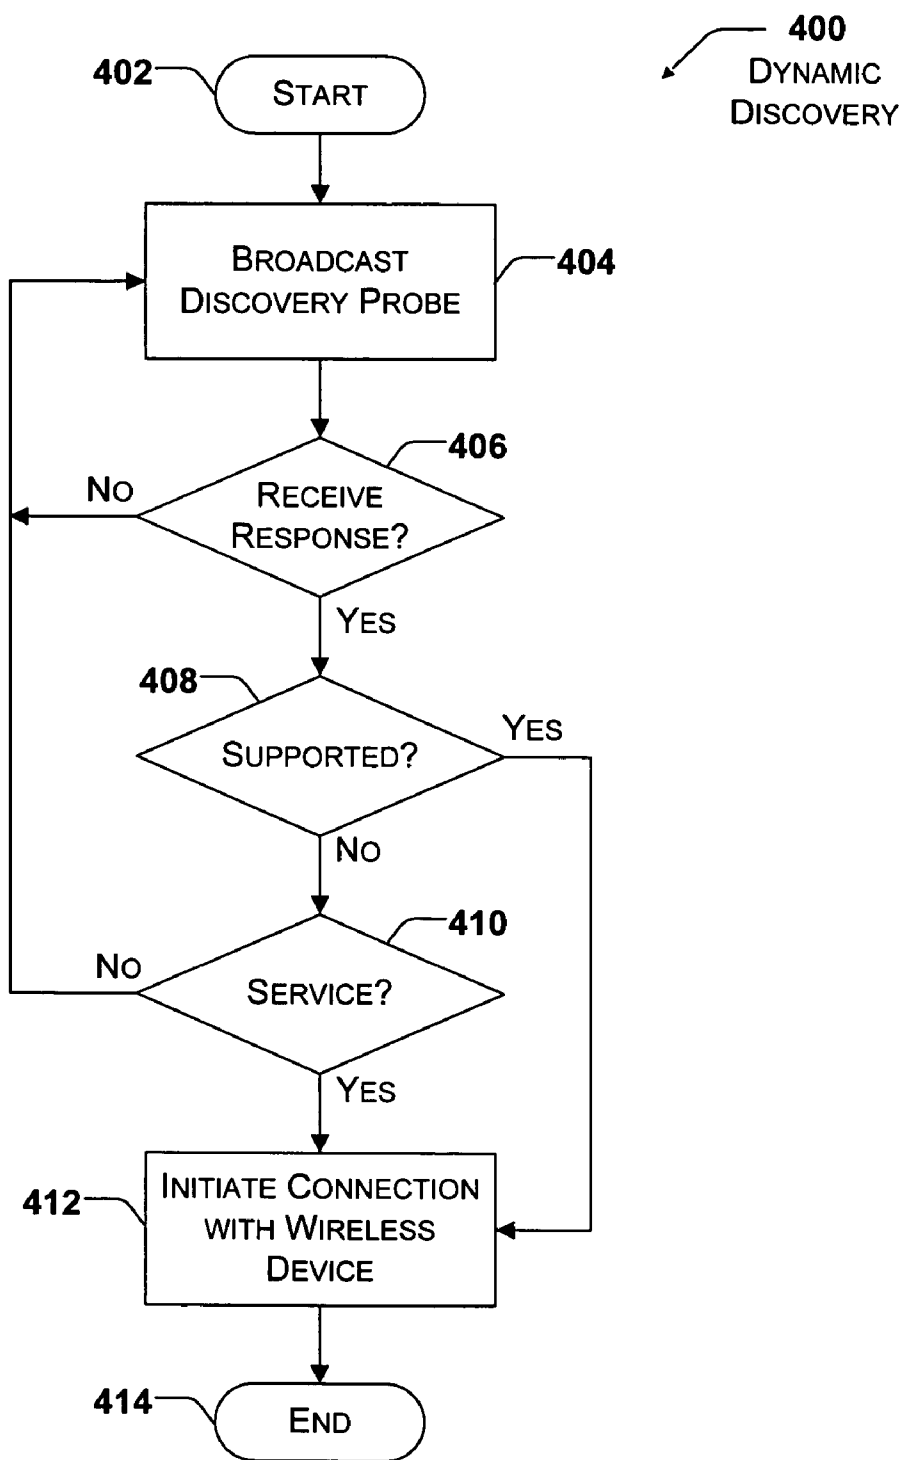 400
DYNAMIC
DISCOVERY
402
START
BROADCAST
DISCOVERY PROBE
404
406
NO
RECEIVE
RESPONSE?
YES
408
YES
SUPPORTED?
NO
410
NO
SERVICE?
YES
412
INITIATE CONNECTION
WITH WIRELESS
DEVICE
414
END